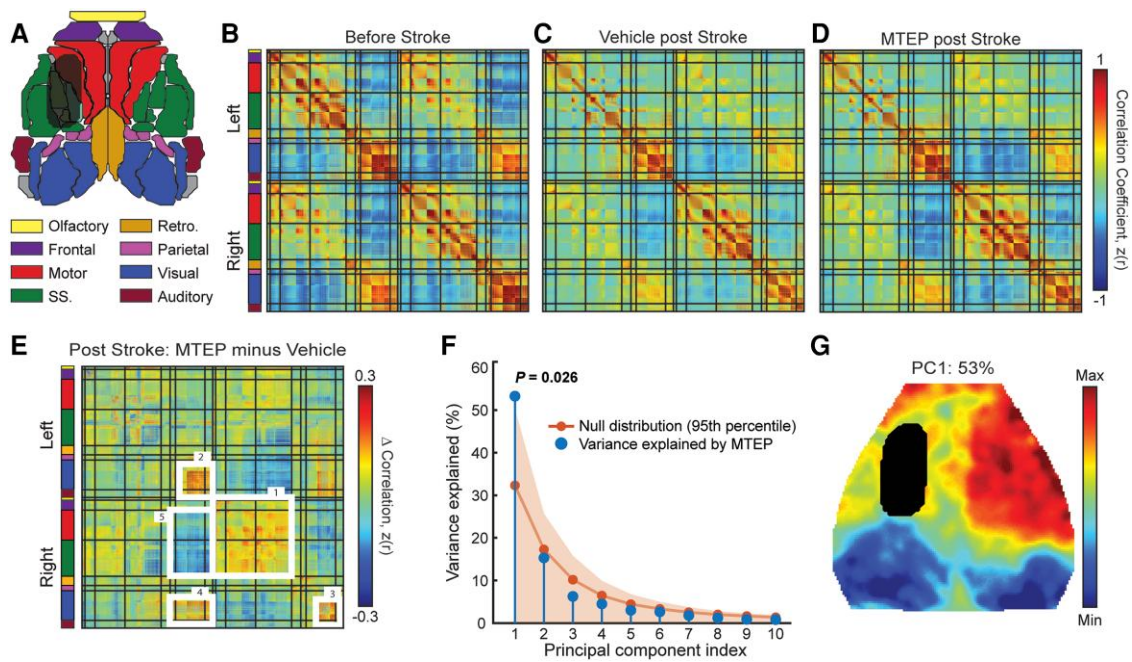 A
Olfactory
Frontal
Motor
SS.
Retro.
Parietal
Visual
Auditory
B
Before Stroke
Left
Right
C
Vehicle post Stroke
D
MTEP post Stroke
1
Correlation Coefficient, z(r)
-1
E
Post Stroke: MTEP minus Vehicle
Left
Right
2
1
5
4
3
0.3
Δ Correlation, z(r)
-0.3
F
P = 0.026
Null distribution (95th percentile)
Variance explained by MTEP
Variance explained (%)
60
50
40
30
20
10
0
1 2 3 4 5 6 7 8 9 10
Principal component index
G
PC1: 53%
Max
Min